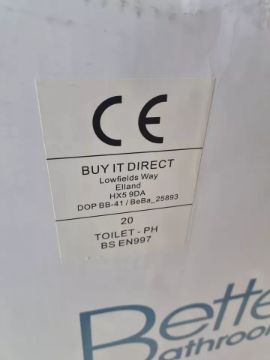 CE
BUY IT DIRECT
Lowfields Way
Elland
HX5 9DA
DOP BB-41 / BeBa_25893
20
TOILET - PH
BS EN997
Bette
athroom